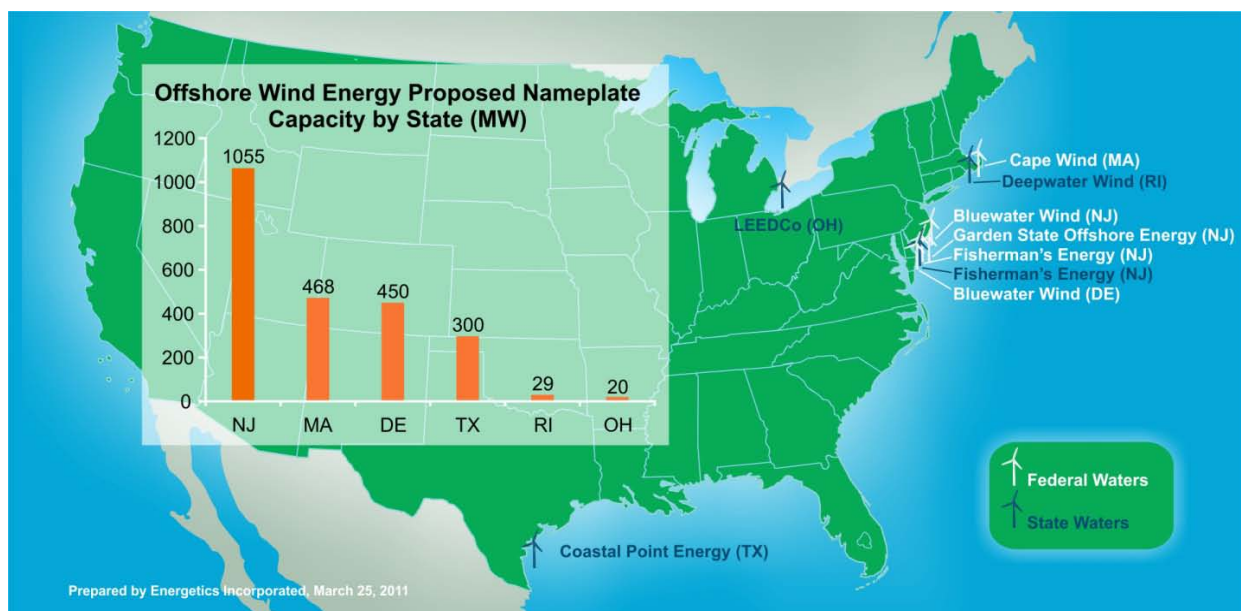 Offshore Wind Energy Proposed Nameplate
Capacity by State (MW)
1200
1000
800
600
400
200
0
1055
468
450
300
29
20
NJ
MA
DE
TX
RI
OH
LEEDCo (OH)
Cape Wind (MA)
Deepwater Wind (RI)
Bluewater Wind (NJ)
Garden State Offshore Energy (NJ)
Fisherman's Energy (NJ)
Fisherman's Energy (NJ)
Bluewater Wind (DE)
Coastal Point Energy (TX)
Federal Waters
State Waters
Prepared by Energetics Incorporated, March 25, 2011